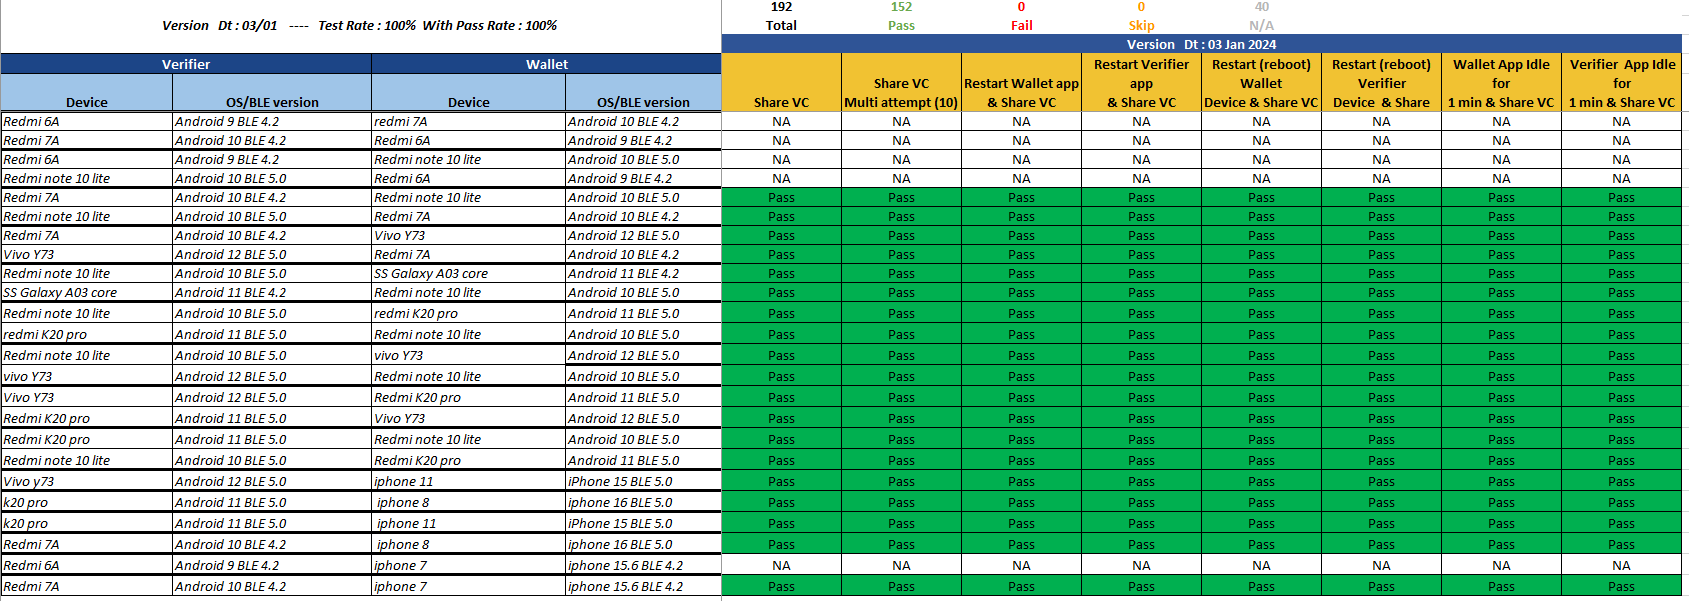 192 152 0 0 40
Version Dt : 03/01 ---- Test Rate : 100% With Pass Rate : 100% Total Pass Fail Skip N/A
Version Dt : 03 Jan 2024
Verifier Wallet
Device OS/BLE version Device OS/BLE version Share VC Share VC Multi attempt (10) Restart Wallet app & Share VC Restart Verifier app & Share VC Restart (reboot) Wallet Device & Share VC Restart (reboot) Verifier Device & Share Wallet App Idle for 1 min & Share VC Verifier App Idle for 1 min & Share VC
Redmi 6A Android 9 BLE 4.2 redmi 7A Android 10 BLE 4.2 NA NA NA NA NA NA NA NA
Redmi 7A Android 10 BLE 4.2 Redmi 6A Android 9 BLE 4.2 NA NA NA NA NA NA NA NA
Redmi 6A Android 9 BLE 4.2 Redmi note 10 lite Android 10 BLE 5.0 NA NA NA NA NA NA NA NA
Redmi note 10 lite Android 10 BLE 5.0 Redmi 6A Android 9 BLE 4.2 NA NA NA NA NA NA NA NA
Redmi 7A Android 10 BLE 4.2 Redmi note 10 lite Android 10 BLE 5.0 Pass Pass Pass Pass Pass Pass Pass Pass
Redmi note 10 lite Android 10 BLE 5.0 Redmi 7A Android 10 BLE 4.2 Pass Pass Pass Pass Pass Pass Pass Pass
Redmi 7A Android 10 BLE 4.2 Vivo Y73 Android 12 BLE 5.0 Pass Pass Pass Pass Pass Pass Pass Pass
Vivo Y73 Android 12 BLE 5.0 Redmi 7A Android 10 BLE 4.2 Pass Pass Pass Pass Pass Pass Pass Pass
Redmi note 10 lite Android 10 BLE 5.0 SS Galaxy A03 core Android 11 BLE 4.2 Pass Pass Pass Pass Pass Pass Pass Pass
SS Galaxy A03 core Android 11 BLE 4.2 Redmi note 10 lite Android 10 BLE 5.0 Pass Pass Pass Pass Pass Pass Pass Pass
Redmi note 10 lite Android 10 BLE 5.0 redmi K20 pro Android 11 BLE 5.0 Pass Pass Pass Pass Pass Pass Pass Pass
redmi K20 pro Android 11 BLE 5.0 Redmi note 10 lite Android 10 BLE 5.0 Pass Pass Pass Pass Pass Pass Pass Pass
Redmi note 10 lite Android 10 BLE 5.0 vivo Y73 Android 12 BLE 5.0 Pass Pass Pass Pass Pass Pass Pass Pass
vivo Y73 Android 12 BLE 5.0 Redmi note 10 lite Android 10 BLE 5.0 Pass Pass Pass Pass Pass Pass Pass Pass
Vivo Y73 Android 12 BLE 5.0 Redmi K20 pro Android 11 BLE 5.0 Pass Pass Pass Pass Pass Pass Pass Pass
Redmi K20 pro Android 11 BLE 5.0 Vivo Y73 Android 12 BLE 5.0 Pass Pass Pass Pass Pass Pass Pass Pass
Redmi K20 pro Android 11 BLE 5.0 Redmi note 10 lite Android 10 BLE 5.0 Pass Pass Pass Pass Pass Pass Pass Pass
Redmi note 10 lite Android 10 BLE 5.0 Redmi K20 pro Android 11 BLE 5.0 Pass Pass Pass Pass Pass Pass Pass Pass
Vivo y73 Android 12 BLE 5.0 iphone 11 iPhone 15 BLE 5.0 Pass Pass Pass Pass Pass Pass Pass Pass
k20 pro Android 11 BLE 5.0 iphone 8 iphone 16 BLE 5.0 Pass Pass Pass Pass Pass Pass Pass Pass
k20 pro Android 11 BLE 5.0 iphone 11 iPhone 15 BLE 5.0 Pass Pass Pass Pass Pass Pass Pass Pass
Redmi 7A Android 10 BLE 4.2 iphone 8 iphone 16 BLE 5.0 Pass Pass Pass Pass Pass Pass Pass Pass
Redmi 6A Android 9 BLE 4.2 iphone 7 iphone 15.6 BLE 4.2 NA NA NA NA NA NA NA NA
Redmi 7A Android 10 BLE 4.2 iphone 7 iphone 15.6 BLE 4.2 Pass Pass Pass Pass Pass Pass Pass Pass